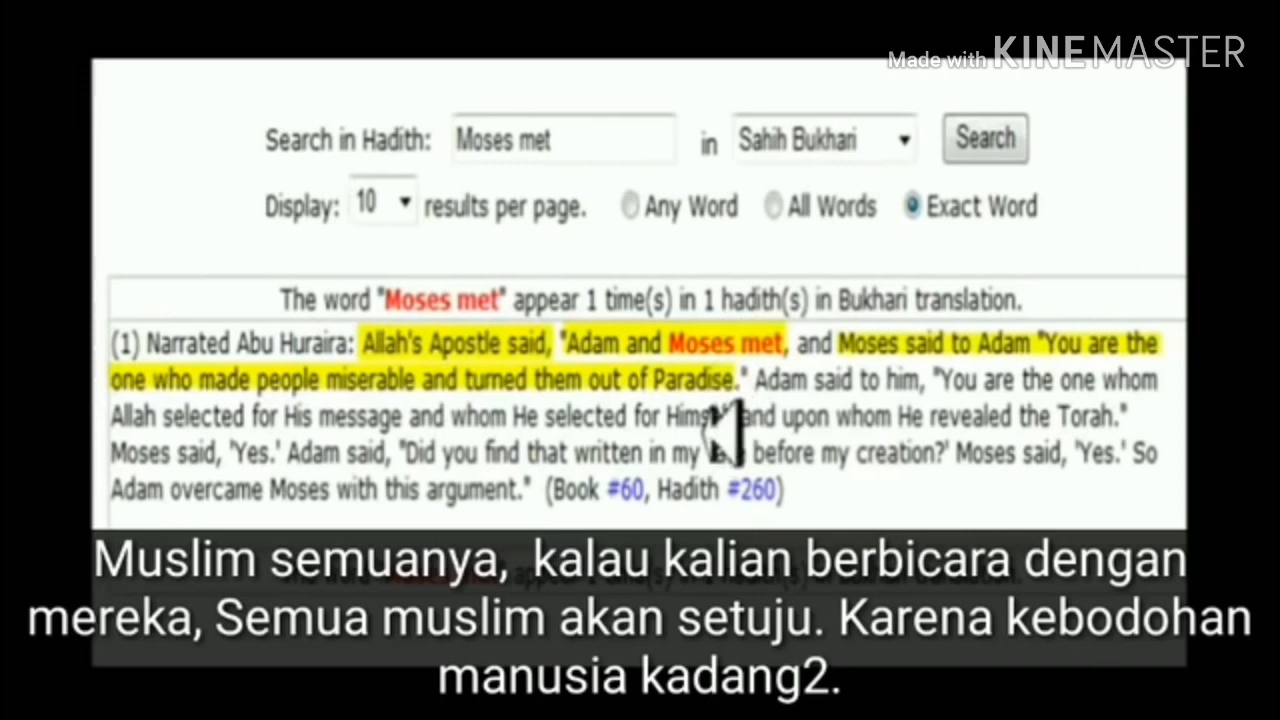 Made with KINEMASTER
Search in Hadith: Moses met in Sahih Bukhari Search
Display: 10 results per page. Any Word All Words Exact Word
The word "Moses met" appear 1 time(s) in 1 hadith(s) in Bukhari translation.
(1) Narrated Abu Huraira: Allah's Apostle said, "Adam and Moses met, and Moses said to Adam "You are the
one who made people miserable and turned them out of Paradise." Adam said to him, "You are the one whom
Allah selected for His message and whom He selected for and upon whom He revealed the Torah."
Moses said, 'Yes.' Adam said, "Did you find that written in my before my creation?' Moses said, 'Yes.' So
Adam overcame Moses with this argument." (Book #60, Hadith #260)
Muslim semuanya, kalau kalian berbicara dengan
mereka, Semua muslim akan setuju. Karena kebodohan
manusia kadang2.